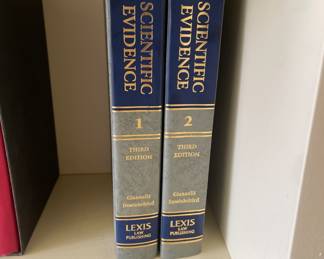 SCIENTIFIC
EVIDENCE
1
THIRD
EDITION
Giannelli
Imwinkelried
LEXIS
LAW
PUBLISHING
SCIENTIFIC
EVIDENCE
2
THIRD
EDITION
Giannelli
Imwinkelried
LEXIS
LAW
PUBLISHING